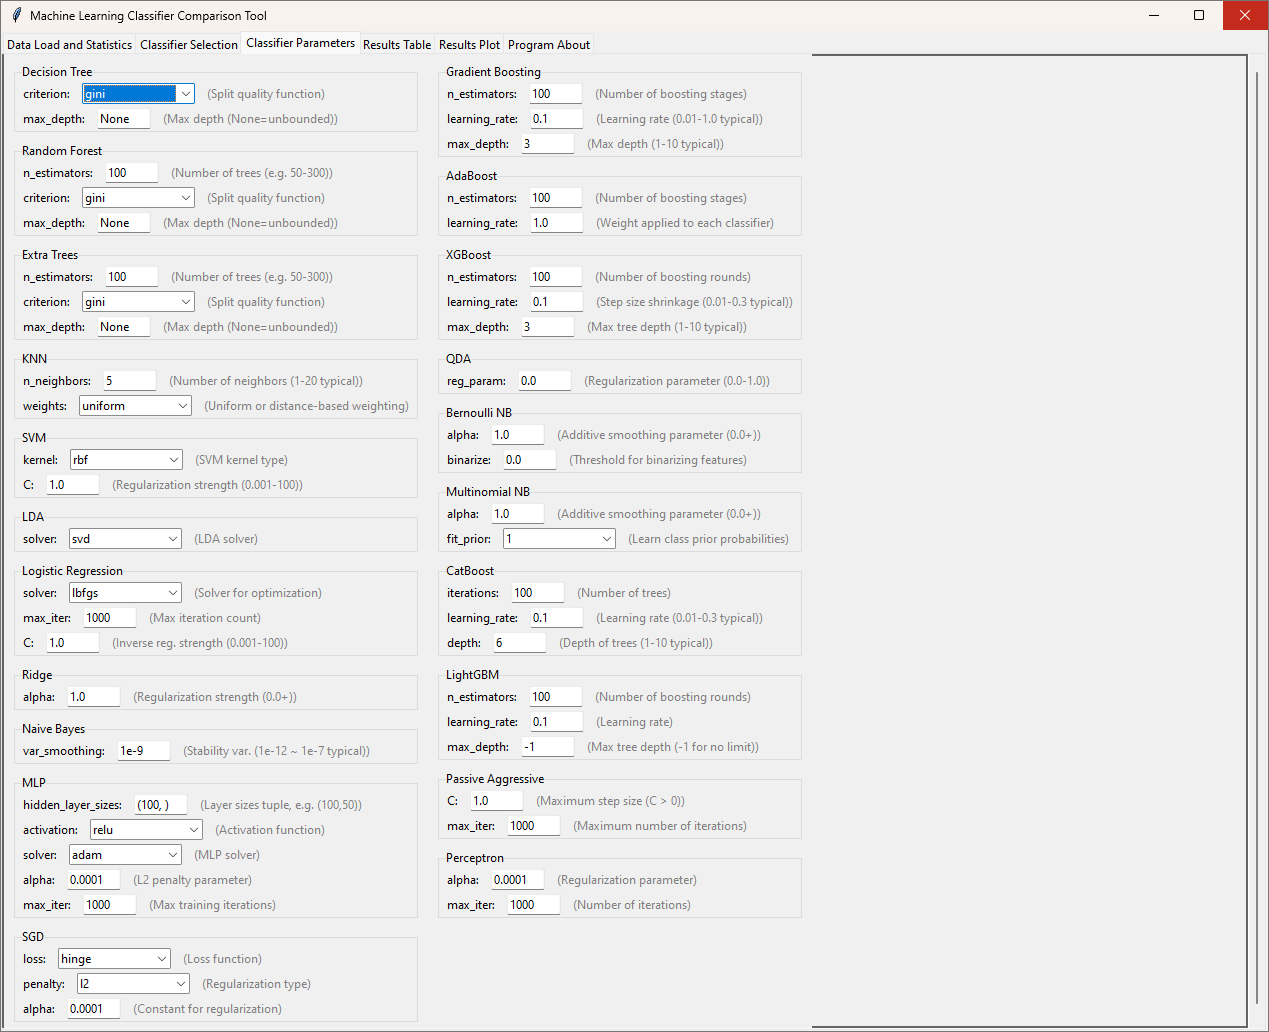 Machine Learning Classifier Comparison Tool
Data Load and Statistics Classifier Selection Classifier Parameters Results Table Results Plot Program About
Decision Tree
criterion: gini (Split quality function)
max_depth: None (Max depth (None=unbounded))
Random Forest
n_estimators: 100 (Number of trees (e.g. 50-300))
criterion: gini (Split quality function)
max_depth: None (Max depth (None=unbounded))
Extra Trees
n_estimators: 100 (Number of trees (e.g. 50-300))
criterion: gini (Split quality function)
max_depth: None (Max depth (None=unbounded))
KNN
n_neighbors: 5 (Number of neighbors (1-20 typical))
weights: uniform (Uniform or distance-based weighting)
SVM
kernel: rbf (SVM kernel type)
C: 1.0 (Regularization strength (0.001-100))
LDA
solver: svd (LDA solver)
Logistic Regression
solver: lbfgs (Solver for optimization)
max_iter: 1000 (Max iteration count)
C: 1.0 (Inverse reg. strength (0.001-100))
Ridge
alpha: 1.0 (Regularization strength (0.0+))
Naive Bayes
var_smoothing: 1e-9 (Stability var. (1e-12 ~ 1e-7 typical))
MLP
hidden_layer_sizes: (100, ) (Layer sizes tuple, e.g. (100,50))
activation: relu (Activation function)
solver: adam (MLP solver)
alpha: 0.0001 (L2 penalty parameter)
max_iter: 1000 (Max training iterations)
SGD
loss: hinge (Loss function)
penalty: l2 (Regularization type)
alpha: 0.0001 (Constant for regularization)
Gradient Boosting
n_estimators: 100 (Number of boosting stages)
learning_rate: 0.1 (Learning rate (0.01-1.0 typical))
max_depth: 3 (Max depth (1-10 typical))
AdaBoost
n_estimators: 100 (Number of boosting stages)
learning_rate: 1.0 (Weight applied to each classifier)
XGBoost
n_estimators: 100 (Number of boosting rounds)
learning_rate: 0.1 (Step size shrinkage (0.01-0.3 typical))
max_depth: 3 (Max tree depth (1-10 typical))
QDA
reg_param: 0.0 (Regularization parameter (0.0-1.0))
Bernoulli NB
alpha: 1.0 (Additive smoothing parameter (0.0+))
binarize: 0.0 (Threshold for binarizing features)
Multinomial NB
alpha: 1.0 (Additive smoothing parameter (0.0+))
fit_prior: 1 (Learn class prior probabilities)
CatBoost
iterations: 100 (Number of trees)
learning_rate: 0.1 (Learning rate (0.01-0.3 typical))
depth: 6 (Depth of trees (1-10 typical))
LightGBM
n_estimators: 100 (Number of boosting rounds)
learning_rate: 0.1 (Learning rate)
max_depth: -1 (Max tree depth (-1 for no limit))
Passive Aggressive
C: 1.0 (Maximum step size (C > 0))
max_iter: 1000 (Maximum number of iterations)
Perceptron
alpha: 0.0001 (Regularization parameter)
max_iter: 1000 (Number of iterations)